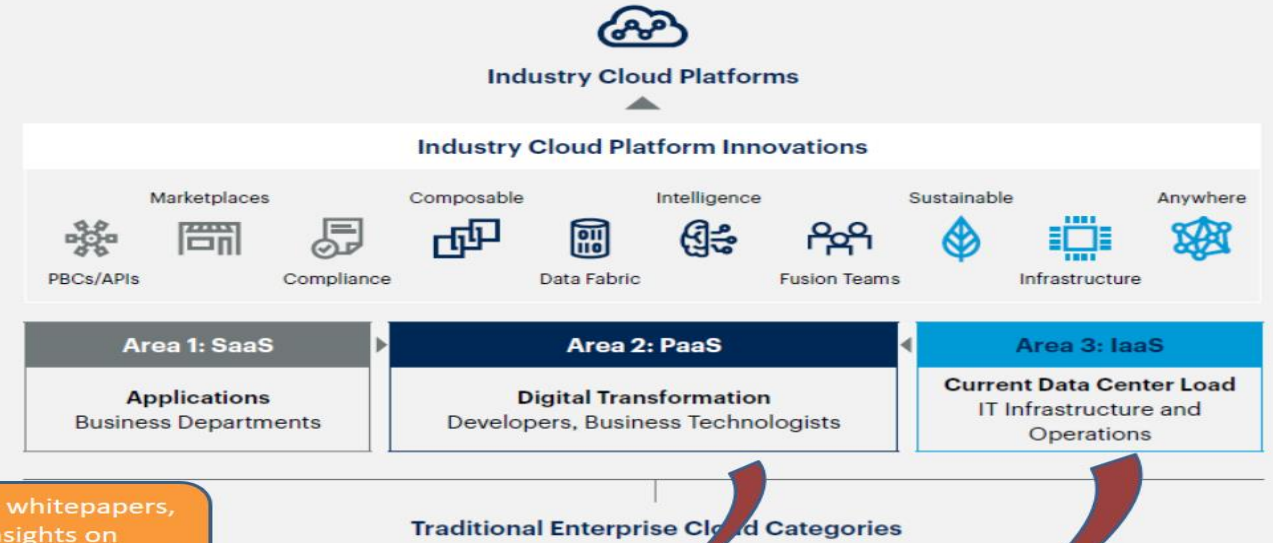 Industry Cloud Platforms
Industry Cloud Platform Innovations
Marketplaces Composable Intelligence Sustainable Anywhere
PBCs/APIs Compliance Data Fabric Fusion Teams Infrastructure
Area 1: SaaS
Applications
Business Departments
Area 2: PaaS
Digital Transformation
Developers, Business Technologists
Area 3: IaaS
Current Data Center Load
IT Infrastructure and
Operations
whitepapers,
on
Traditional Enterprise Categories